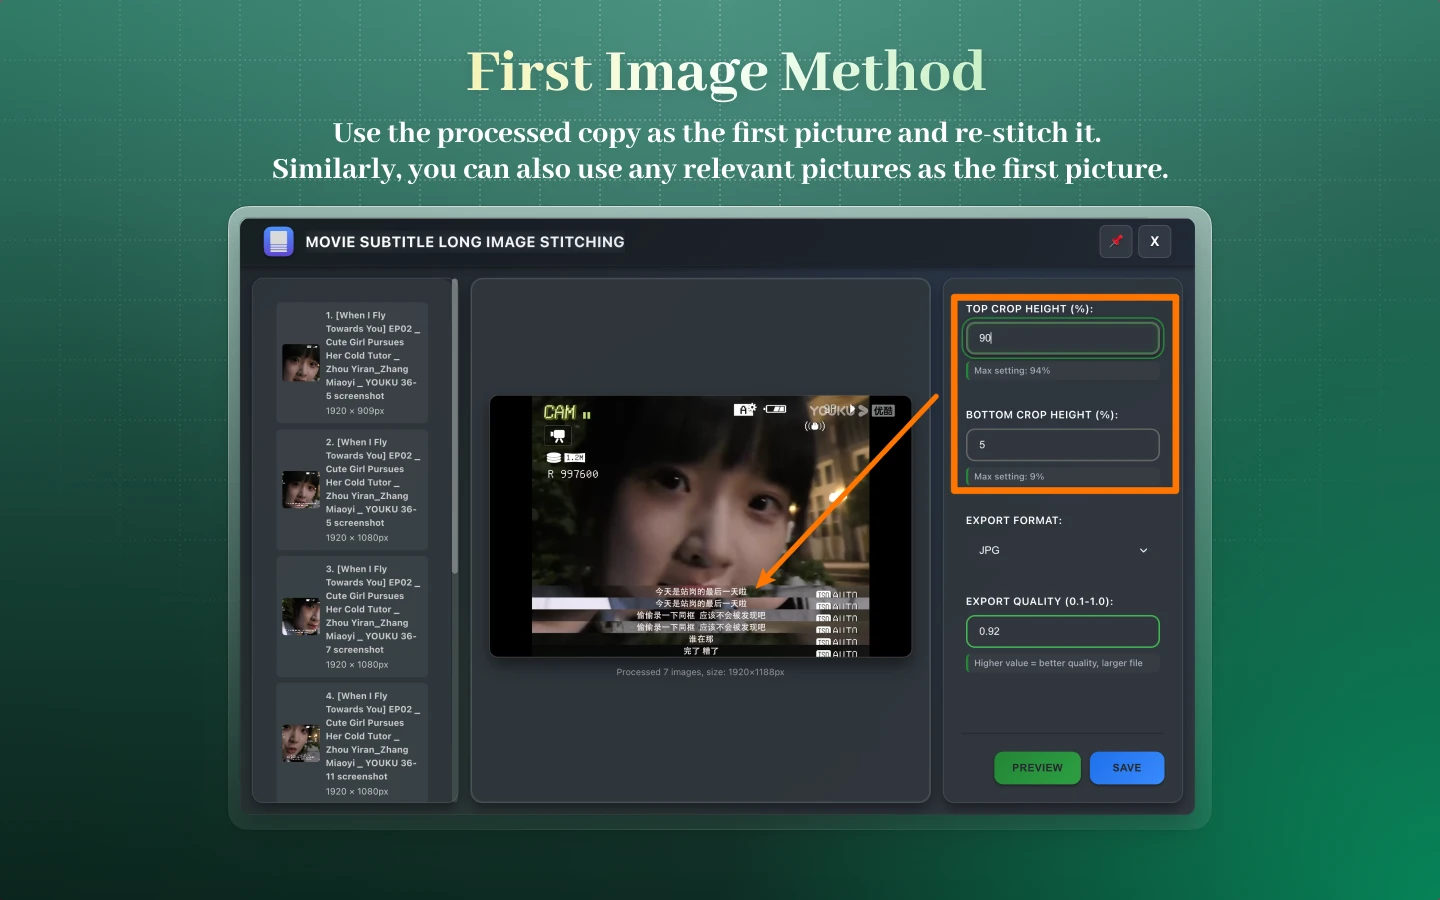 First Image Method
Use the processed copy as the first picture and re-stitch it.
Similarly, you can also use any relevant pictures as the first picture.
MOVIE SUBTITLE LONG IMAGE STITCHING
X
1. [When I Fly
Towards You] EP02 _
Cute Girl Pursues
Her Cold Tutor _
Zhou Yiran_Zhang
Miaoyi _ YOUKU 36-
5 screenshot
1920 × 909px
2. [When I Fly
Towards You] EP02 _
Cute Girl Pursues
Her Cold Tutor _
Zhou Yiran_Zhang
Miaoyi _ YOUKU 36-
5 screenshot
1920 × 1080px
3. [When I Fly
Towards You] EP02 _
Cute Girl Pursues
Her Cold Tutor _
Zhou Yiran_Zhang
Miaoyi _ YOUKU 36-
7 screenshot
1920 × 1080px
4. [When I Fly
Towards You] EP02 _
Cute Girl Pursues
Her Cold Tutor _
Zhou Yiran_Zhang
Miaoyi _ YOUKU 36-
11 screenshot
1920 × 1080px
CAM
A
YOUKU 优酷
1.2M
R 997600
今天是站岗的最后一天啦
ISO AUTO
今天是站岗的最后一天啦
ISO AUTO
偷偷录一下同框 应该不会被发现吧
ISO AUTO
偷偷录一下同框 应该不会被发现吧
ISO AUTO
谁在那
ISO AUTO
完了 糟了
ISO AUTO
Processed 7 images, size: 1920×1188px
TOP CROP HEIGHT (%):
90
Max setting: 94%
BOTTOM CROP HEIGHT (%):
5
Max setting: 9%
EXPORT FORMAT:
JPG
EXPORT QUALITY (0.1-1.0):
0.92
Higher value = better quality, larger file
PREVIEW
SAVE